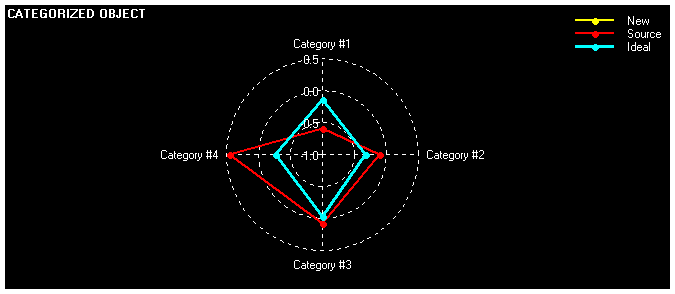 CATEGORIZED OBJECT
New
Source
Ideal
Category #1
0.5
0.0
0.5
Category #4
1.0
Category #2
Category #3